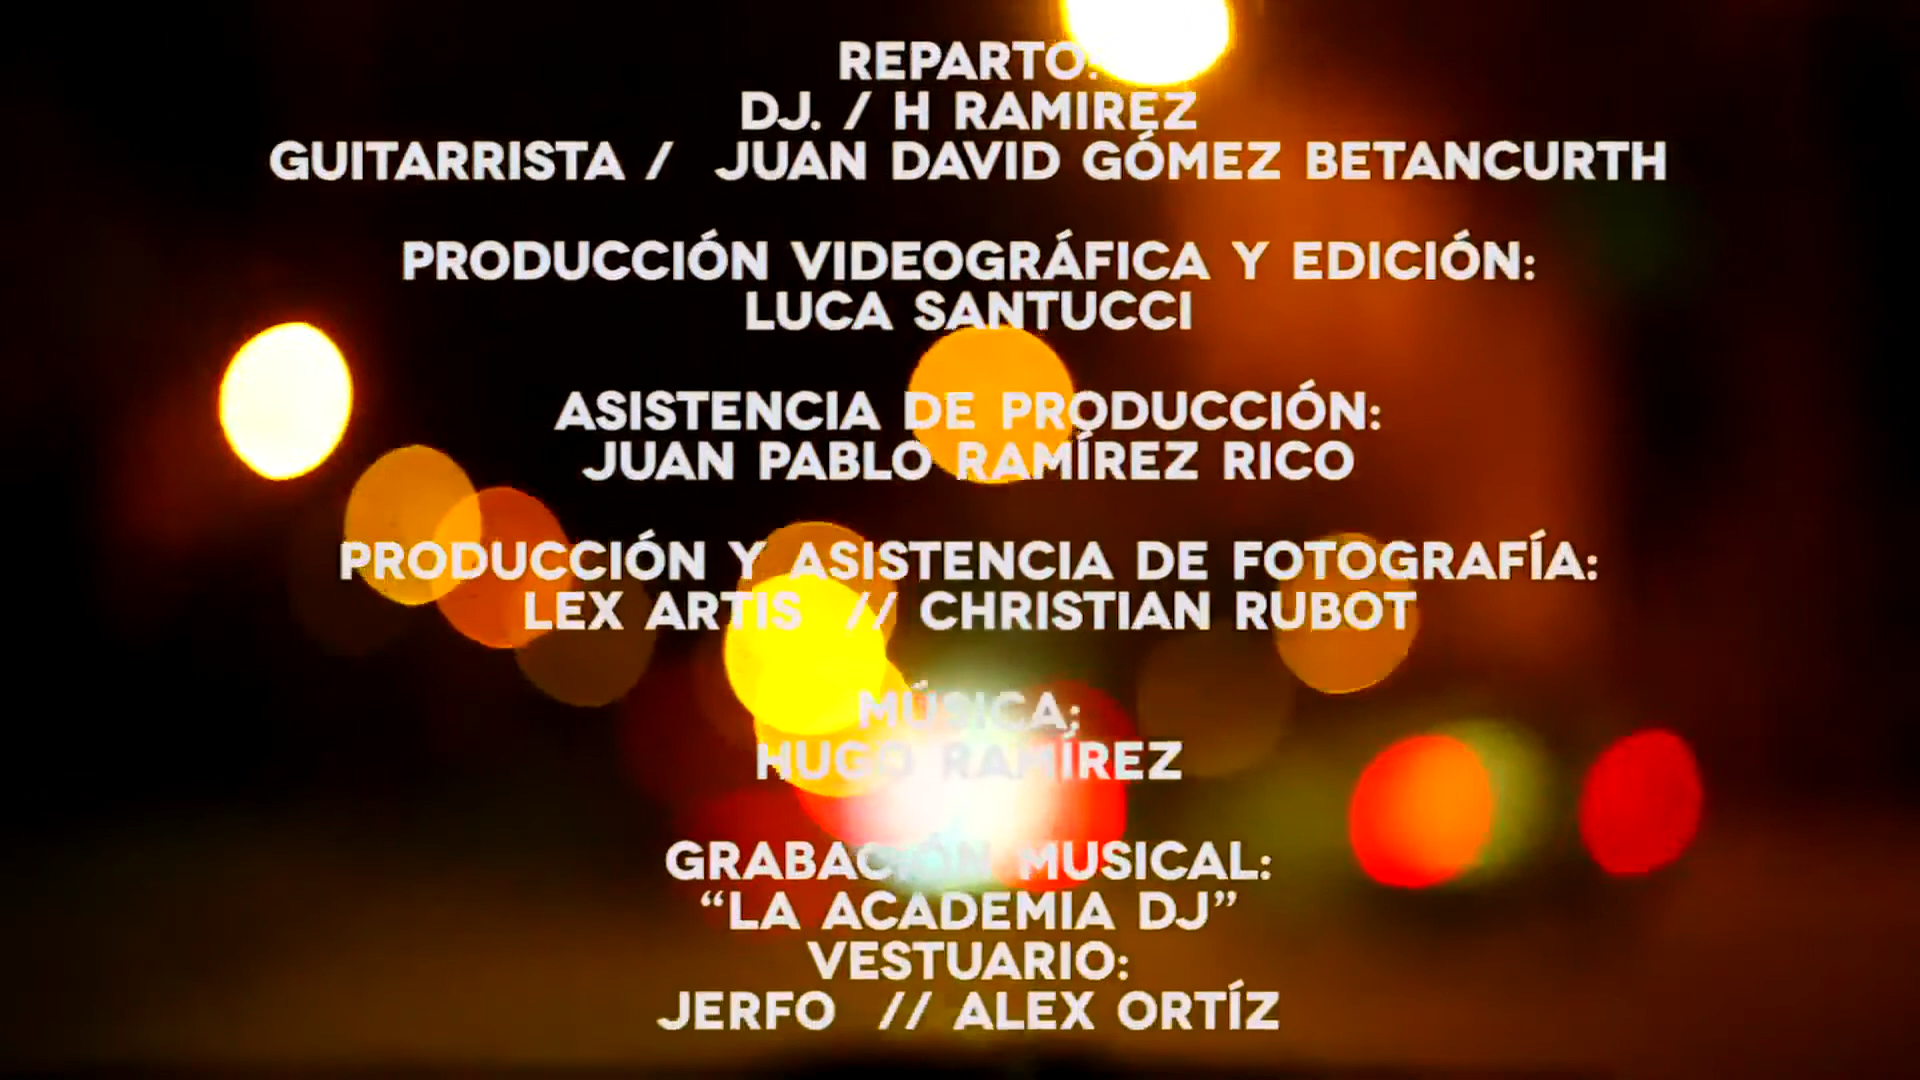 REPARTO:
DJ. / H RAMIREZ
GUITARRISTA / JUAN DAVID GÓMEZ BETANCURTH
PRODUCCIÓN VIDEOGRÁFICA Y EDICIÓN:
LUCA SANTUCCI
ASISTENCIA DE PRODUCCIÓN:
JUAN PABLO RAMÍREZ RICO
PRODUCCIÓN Y ASISTENCIA DE FOTOGRAFÍA:
LEX ARTIS // CHRISTIAN RUBOT
MÚSICA;
HUGO RAMÍREZ
GRABACIÓN MUSICAL:
“LA ACADEMIA DJ”
VESTUARIO:
JERFO // ALEX ORTÍZ